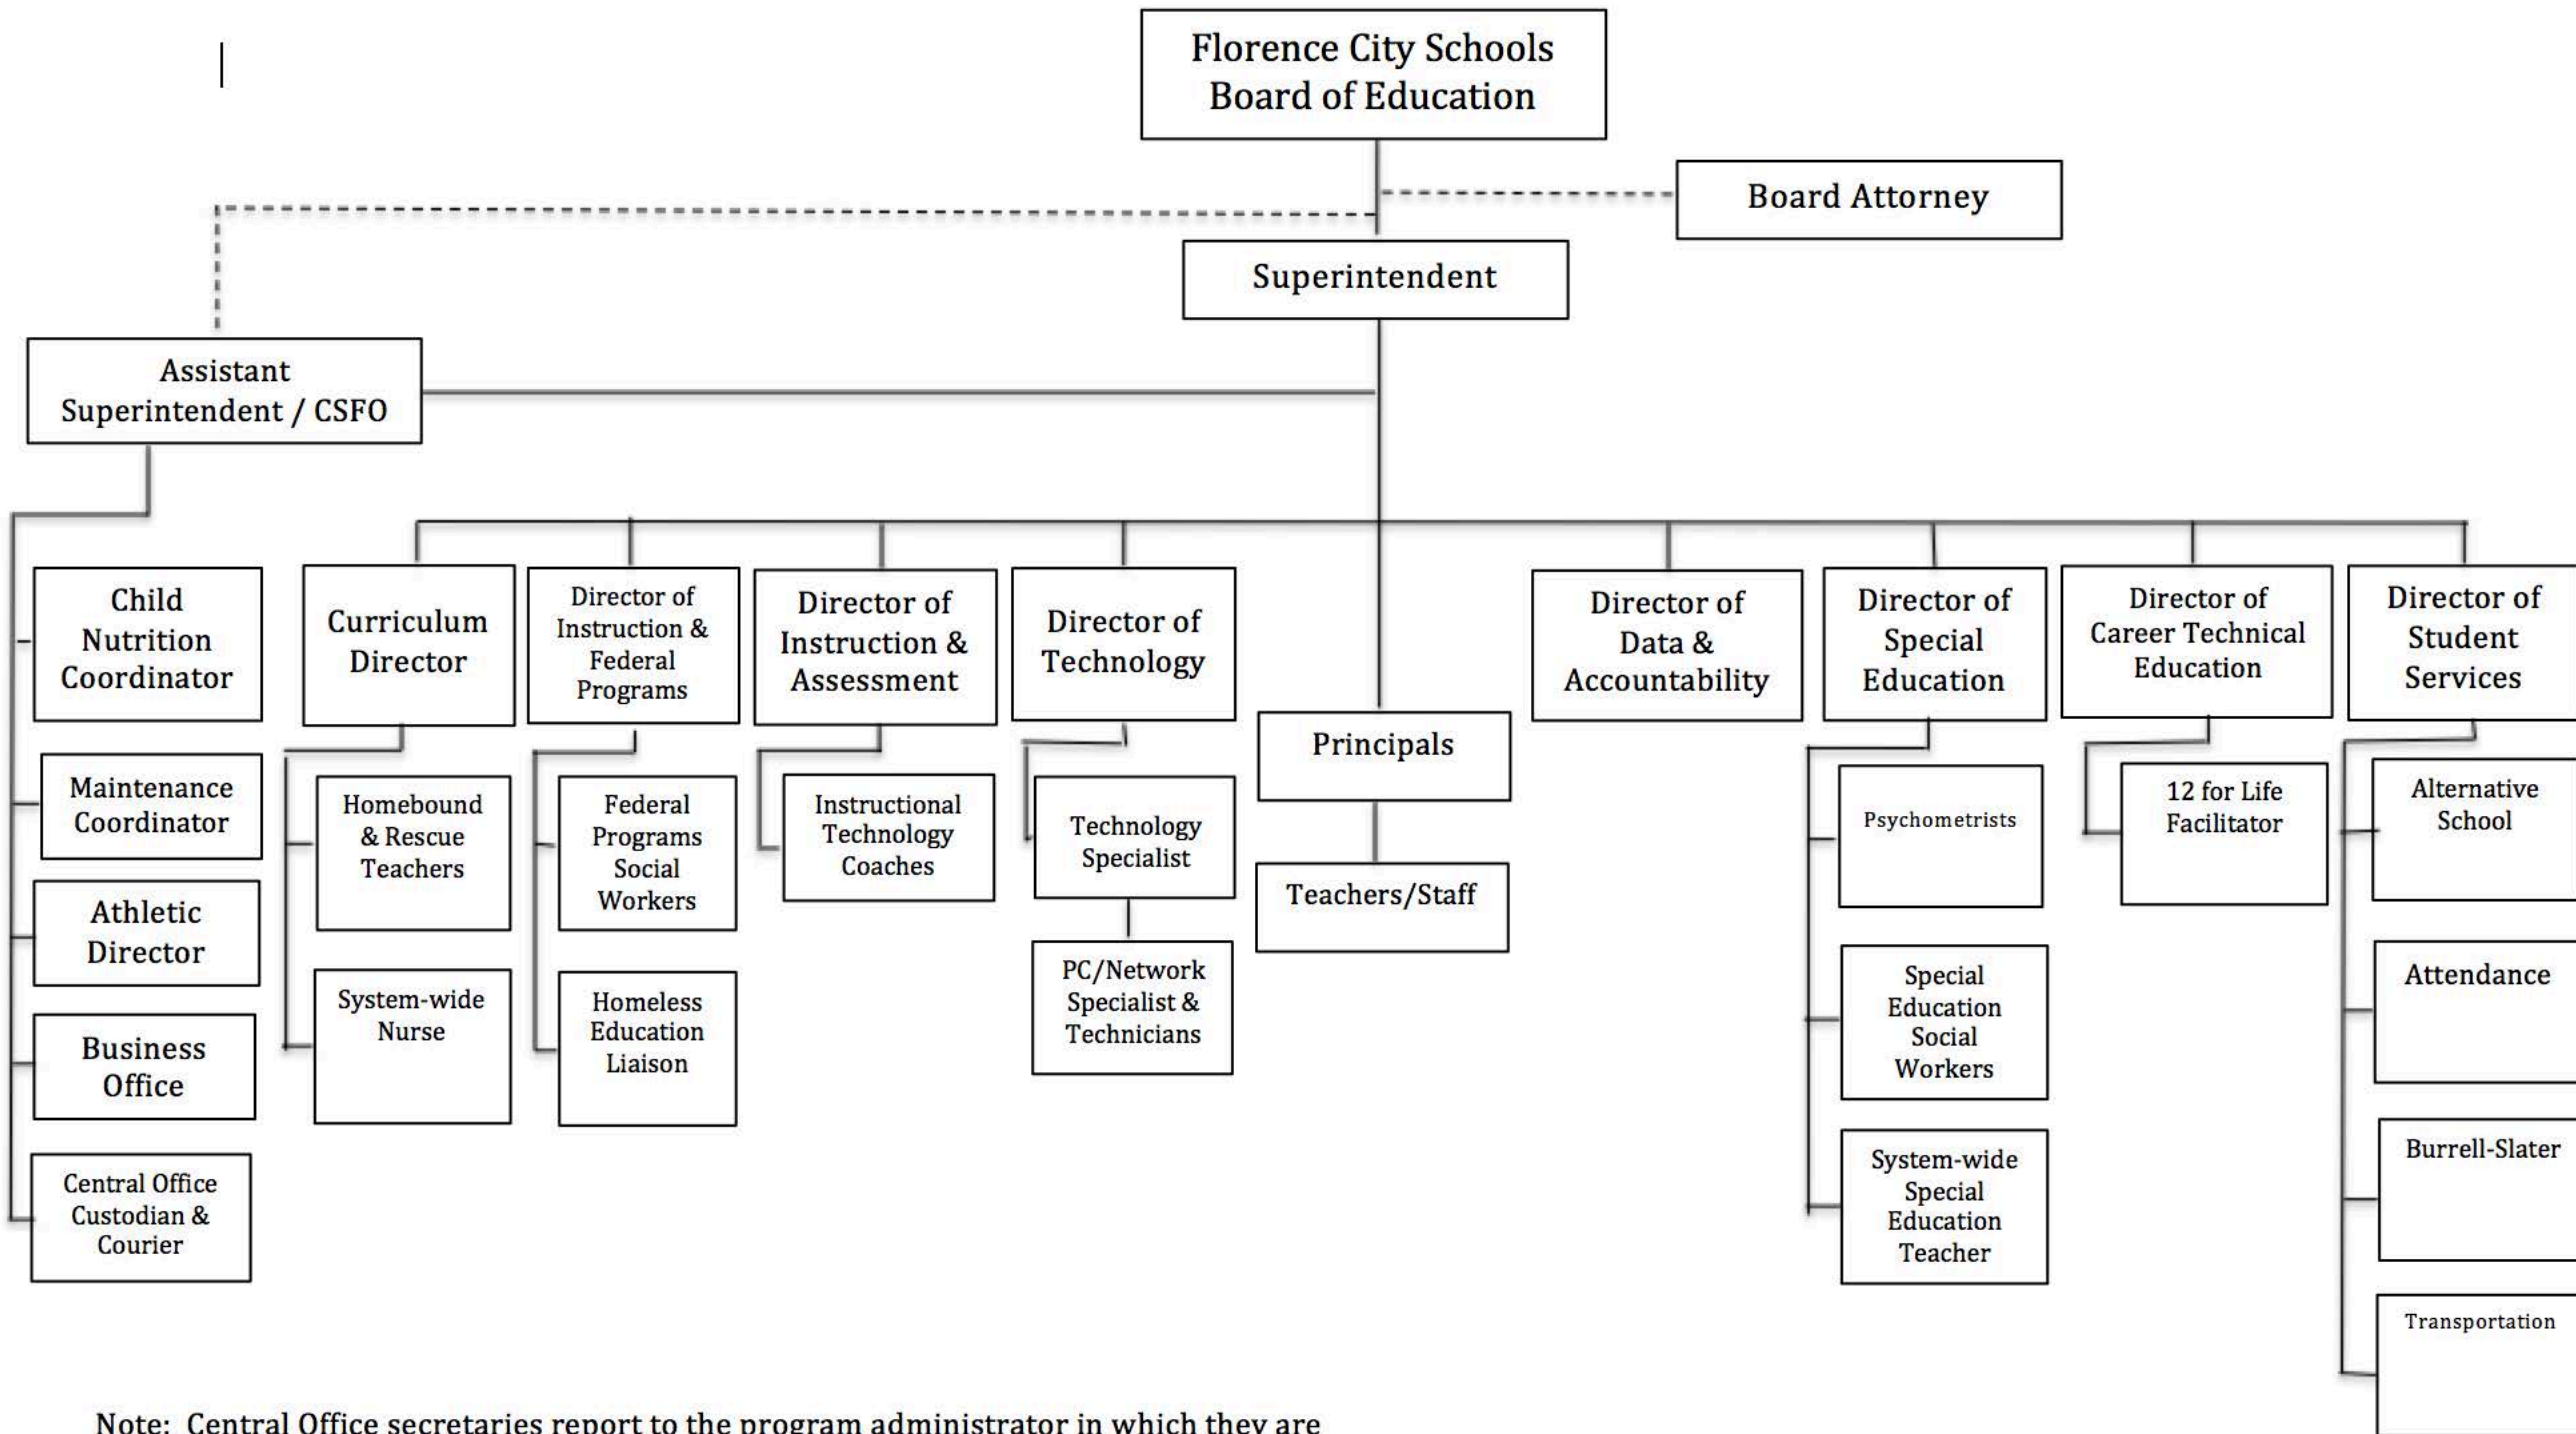 Florence City Schools
Board of Education
Board Attorney
Superintendent
Assistant
Superintendent / CSFO
Child
Nutrition
Coordinator
Maintenance
Coordinator
Athletic
Director
Business
Office
Central Office
Custodian &
Courier
Curriculum
Director
Homebound
& Rescue
Teachers
System-wide
Nurse
Director of
Instruction &
Federal
Programs
Federal
Programs
Social
Workers
Homeless
Education
Liaison
Director of
Instruction &
Assessment
Instructional
Technology
Coaches
Director of
Technology
Technology
Specialist
PC/Network
Specialist &
Technicians
Principals
Teachers/Staff
Director of
Data &
Accountability
Director of
Special
Education
Psychometrists
Special
Education
Social
Workers
System-wide
Special
Education
Teacher
Director of
Career Technical
Education
12 for Life
Facilitator
Director of
Student
Services
Alternative
School
Attendance
Burrell-Slater
Transportation
Note: Central Office secretaries report to the program administrator in which they are